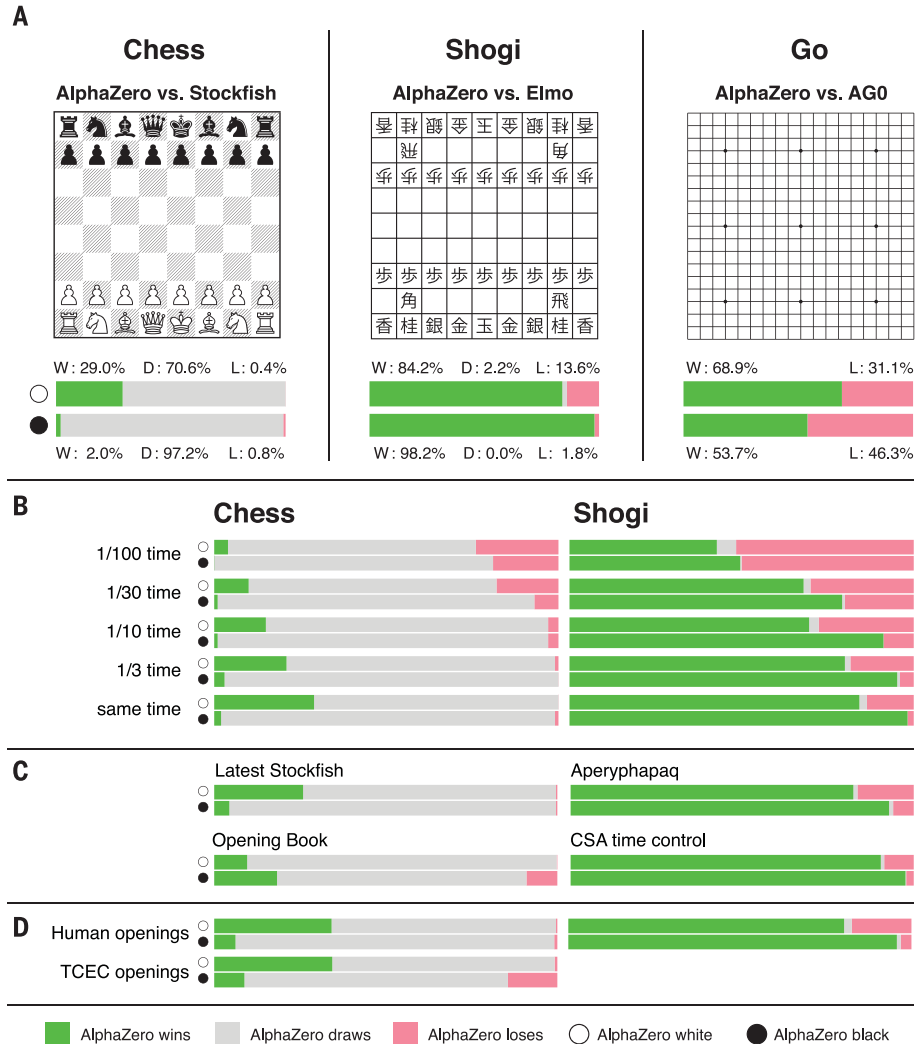 A
Chess
Shogi
Go
AlphaZero vs. Stockfish
AlphaZero vs. Elmo
AlphaZero vs. AG0
香 桂 銀 金 玉 金 銀 桂 香
飛 角
歩 歩 歩 歩 歩 歩 歩 歩 歩
歩 歩 歩 歩 歩 歩 歩 歩 歩
角 飛
香 桂 銀 金 玉 金 銀 桂 香
W: 29.0% D: 70.6% L: 0.4%
W: 84.2% D: 2.2% L: 13.6%
W: 68.9% L: 31.1%
W: 2.0% D: 97.2% L: 0.8%
W: 98.2% D: 0.0% L: 1.8%
W: 53.7% L: 46.3%
B
Chess
Shogi
1/100 time
1/30 time
1/10 time
1/3 time
same time
C
Latest Stockfish
Aperyphapaq
Opening Book
CSA time control
D
Human openings
TCEC openings
AlphaZero wins
AlphaZero draws
AlphaZero loses
AlphaZero white
AlphaZero black